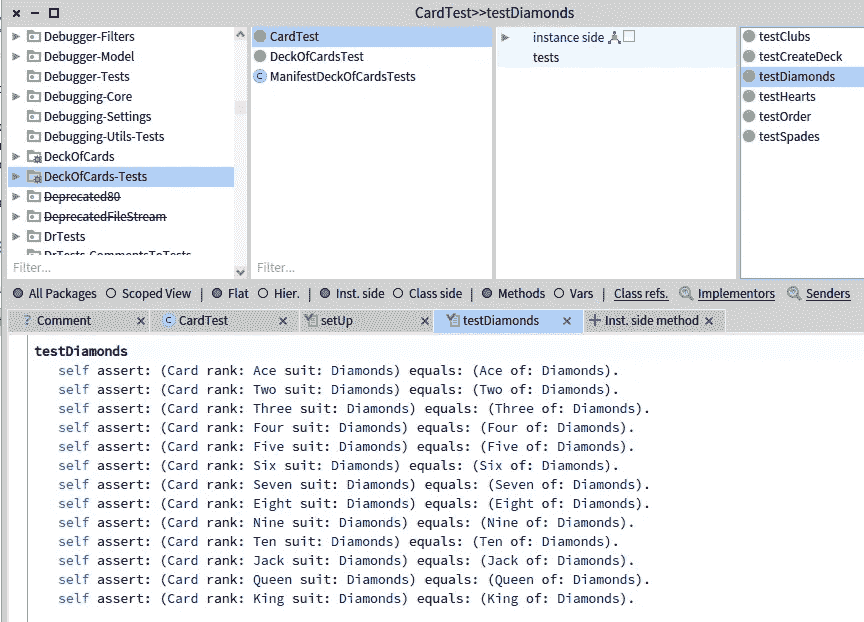 CardTest>>testDiamonds
Debugger-Filters
Debugger-Model
Debugger-Tests
Debugging-Core
Debugging-Settings
Debugging-Utils-Tests
DeckOfCards
DeckOfCards-Tests
Deprecated80
DeprecatedFileStream
DrTests
DrTests-CommentsToTests
Filter...
CardTest
DeckOfCardsTest
ManifestDeckOfCardsTests
Filter...
instance side
tests
testClubs
testCreateDeck
testDiamonds
testHearts
testOrder
testSpades
All Packages Scoped View | Flat Hier. | Inst. side Class side | Methods Vars | Class refs. Implementors Senders
? Comment × C CardTest × setUp × testDiamonds × + Inst. side method ×
testDiamonds
self assert: (Card rank: Ace suit: Diamonds) equals: (Ace of: Diamonds).
self assert: (Card rank: Two suit: Diamonds) equals: (Two of: Diamonds).
self assert: (Card rank: Three suit: Diamonds) equals: (Three of: Diamonds).
self assert: (Card rank: Four suit: Diamonds) equals: (Four of: Diamonds).
self assert: (Card rank: Five suit: Diamonds) equals: (Five of: Diamonds).
self assert: (Card rank: Six suit: Diamonds) equals: (Six of: Diamonds).
self assert: (Card rank: Seven suit: Diamonds) equals: (Seven of: Diamonds).
self assert: (Card rank: Eight suit: Diamonds) equals: (Eight of: Diamonds).
self assert: (Card rank: Nine suit: Diamonds) equals: (Nine of: Diamonds).
self assert: (Card rank: Ten suit: Diamonds) equals: (Ten of: Diamonds).
self assert: (Card rank: Jack suit: Diamonds) equals: (Jack of: Diamonds).
self assert: (Card rank: Queen suit: Diamonds) equals: (Queen of: Diamonds).
self assert: (Card rank: King suit: Diamonds) equals: (King of: Diamonds).